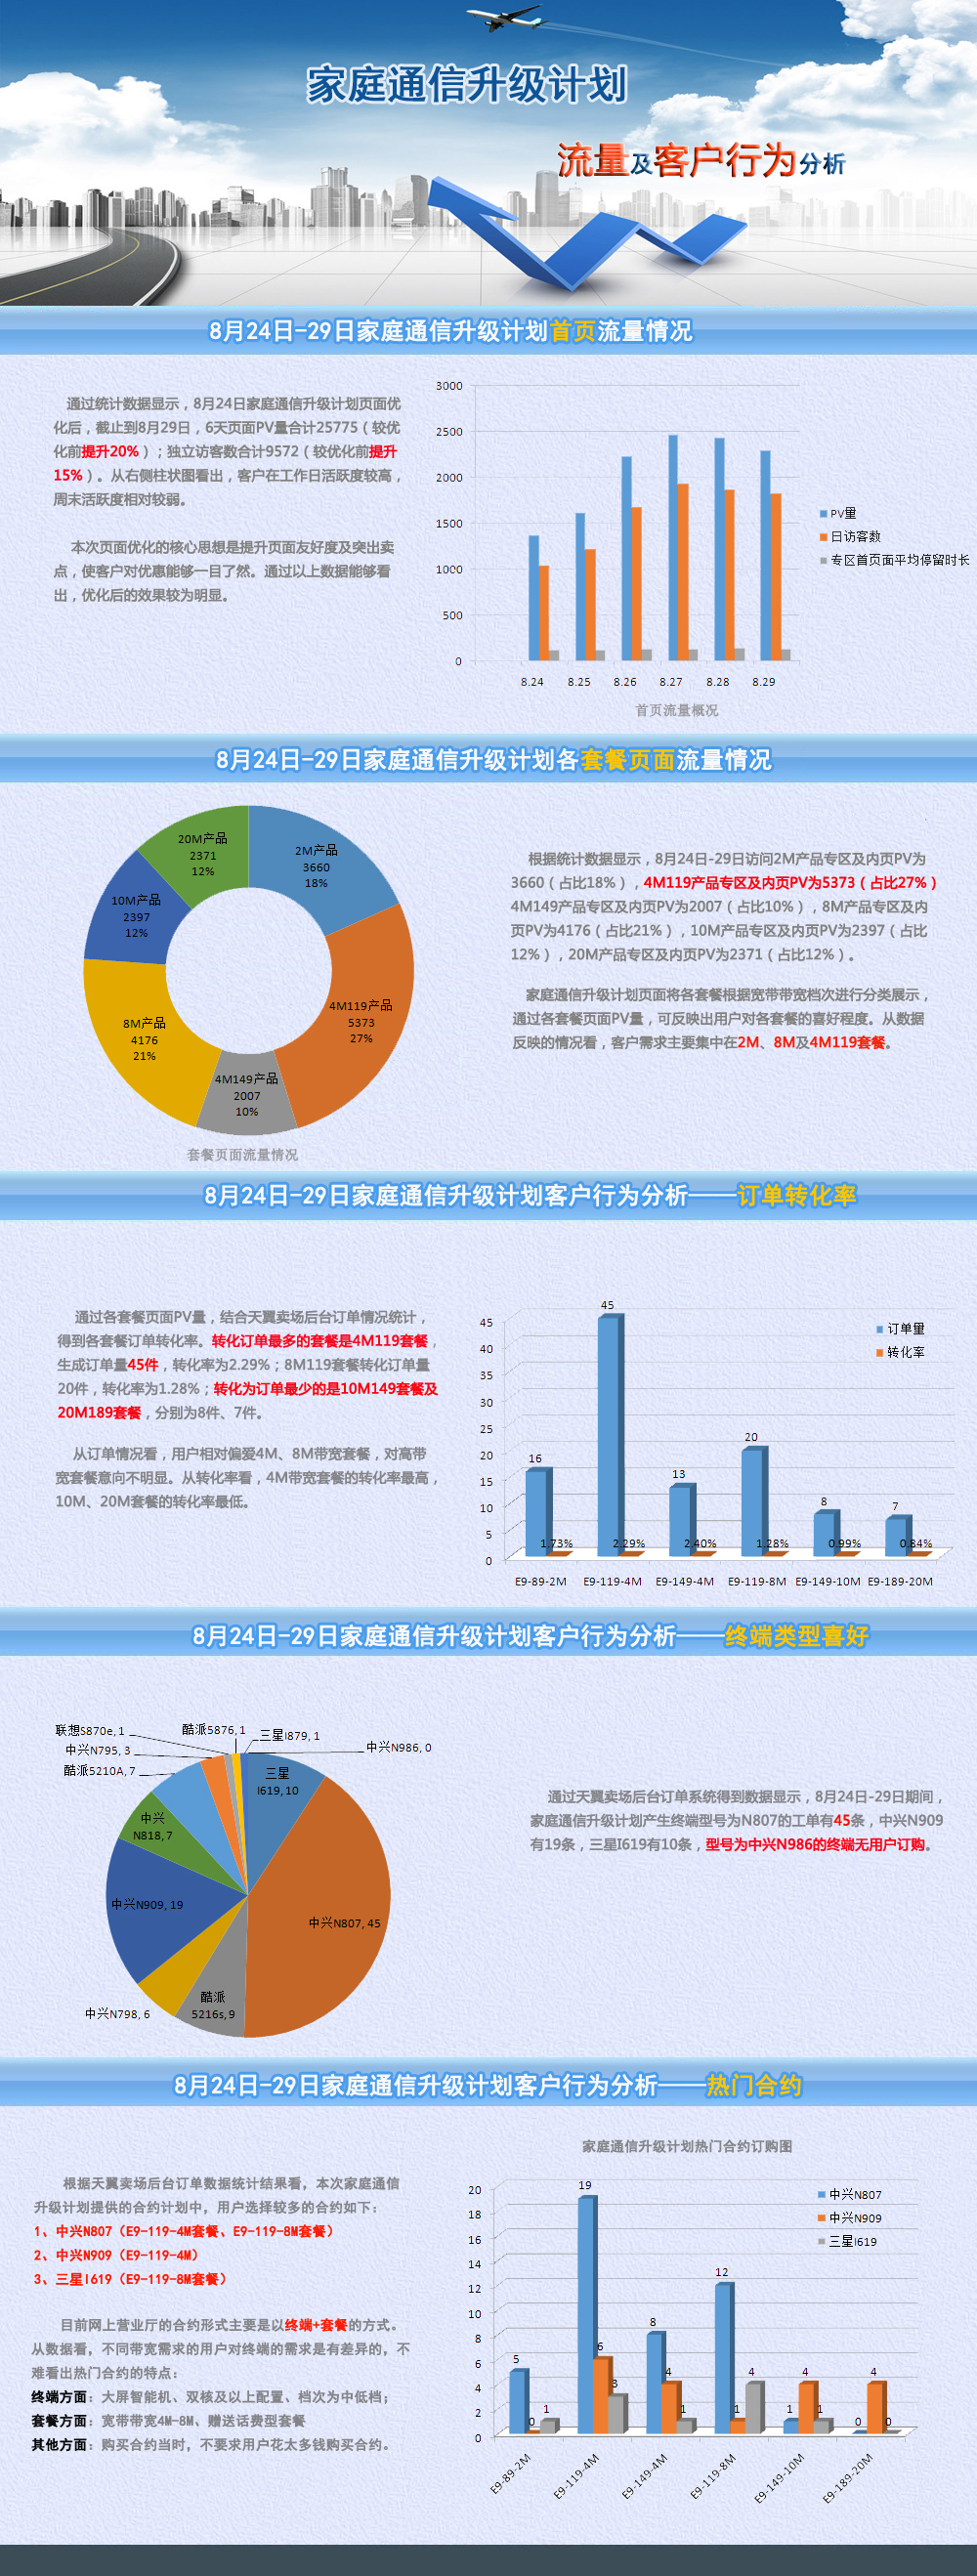 家庭通信升级计划
流量及客户行为分析
8月24日-29日家庭通信升级计划首页流量情况
通过统计数据显示，8月24日家庭通信升级计划页面优
化后，截止到8月29日，6天页面PV量合计25775（较优
化前提升20%）；独立访客数合计9572（较优化前提升
15%）。从右侧柱状图看出，客户在工作日活跃度较高，
周末活跃度相对较弱。
本次页面优化的核心思想是提升页面友好度及突出卖
点，使客户对优惠能够一目了然。通过以上数据能够看
出，优化后的效果较为明显。
3000
2500
2000
1500
1000
500
0
8.24 8.25 8.26 8.27 8.28 8.29
PV量
日访客数
专区首页面平均停留时长
首页流量概况
8月24日-29日家庭通信升级计划各套餐页面流量情况
20M产品
2371
12%
2M产品
3660
18%
10M产品
2397
12%
4M119产品
5373
27%
8M产品
4176
21%
4M149产品
2007
10%
套餐页面流量情况
根据统计数据显示，8月24日-29日访问2M产品专区及内页PV为
3660（占比18%），4M119产品专区及内页PV为5373（占比27%）
4M149产品专区及内页PV为2007（占比10%），8M产品专区及内
页PV为4176（占比21%），10M产品专区及内页PV为2397（占比
12%），20M产品专区及内页PV为2371（占比12%）。
家庭通信升级计划页面将各套餐根据宽带带宽档次进行分类展示，
通过各套餐页面PV量，可反映出用户对各套餐的喜好程度。从数据
反映的情况看，客户需求主要集中在2M、8M及4M119套餐。
8月24日-29日家庭通信升级计划客户行为分析——订单转化率
通过各套餐页面PV量，结合天翼卖场后台订单情况统计，
得到各套餐订单转化率。转化订单最多的套餐是4M119套餐，
生成订单量45件，转化率为2.29%；8M119套餐转化订单量
20件，转化率为1.28%；转化为订单最少的是10M149套餐及
20M189套餐，分别为8件、7件。
从订单情况看，用户相对偏爱4M、8M带宽套餐，对高带
宽套餐意向不明显。从转化率看，4M带宽套餐的转化率最高，
10M、20M套餐的转化率最低。
45
40
35
30
25
20
15
10
5
0
16 45 13 20 8 7
1.73% 2.29% 2.40% 1.28% 0.99% 0.84%
E9-89-2M E9-119-4M E9-149-4M E9-119-8M E9-149-10M E9-189-20M
订单量
转化率
8月24日-29日家庭通信升级计划客户行为分析——终端类型喜好
联想S870e, 1
酷派5876, 1
三星I879, 1
中兴N986, 0
中兴N795, 3
酷派5210A, 7
三星
I619, 10
中兴
N818, 7
中兴N909, 19
中兴N807, 45
中兴N798, 6
酷派
5216s, 9
通过天翼卖场后台订单系统得到数据显示，8月24日-29日期间，
家庭通信升级计划产生终端型号为N807的工单有45条，中兴N909
有19条，三星I619有10条，型号为中兴N986的终端无用户订购。
8月24日-29日家庭通信升级计划客户行为分析——热门合约
根据天翼卖场后台订单数据统计结果看，本次家庭通信
升级计划提供的合约计划中，用户选择较多的合约如下：
1、中兴N807（E9-119-4M套餐、E9-119-8M套餐）
2、中兴N909（E9-119-4M）
3、三星I619（E9-119-8M套餐）
目前网上营业厅的合约形式主要是以终端+套餐的方式。
从数据看，不同带宽需求的用户对终端的需求是有差异的，不
难看出热门合约的特点：
终端方面：大屏智能机、双核及以上配置、档次为中低档；
套餐方面：宽带带宽4M-8M、赠送话费型套餐
其他方面：购买合约当时，不要求用户花太多钱购买合约。
家庭通信升级计划热门合约订购图
20
18
16
14
12
10
8
6
4
2
0
5 0 1
19 6 3
8 4 1
12 1 4
1 4 1
0 4 0
E9-89-2M E9-119-4M E9-149-4M E9-119-8M E9-149-10M E9-189-20M
中兴N807
中兴N909
三星I619